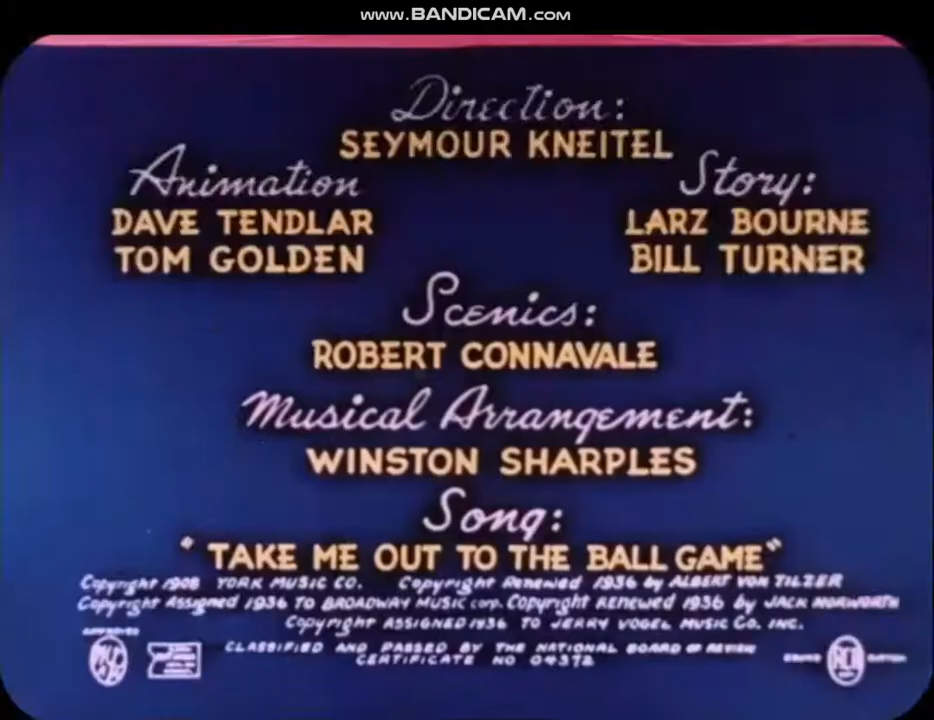 www.BANDICAM.com
Direction:
SEYMOUR KNEITEL
Animation
DAVE TENDLAR
TOM GOLDEN
Story:
LARZ BOURNE
BILL TURNER
Scenics:
ROBERT CONNAVALE
Musical Arrangement:
WINSTON SHARPLES
Song:
"TAKE ME OUT TO THE BALL GAME"
Copyright 1908 YORK MUSIC CO. Copyright Renewed 1936 by ALBERT VON TILZER
Copyright Assigned 1936 TO BROADWAY MUSIC corp. Copyright RENEWED 1936 by JACK NORWORTH
Copyright ASSIGNED 1936 TO JERRY VOGEL MUSIC CO. INC.
APPROVED
CLASSIFIED AND PASSED BY THE NATIONAL BOARD OF REVIEW
CERTIFICATE NO 04372
SOUND RCA SYSTEM